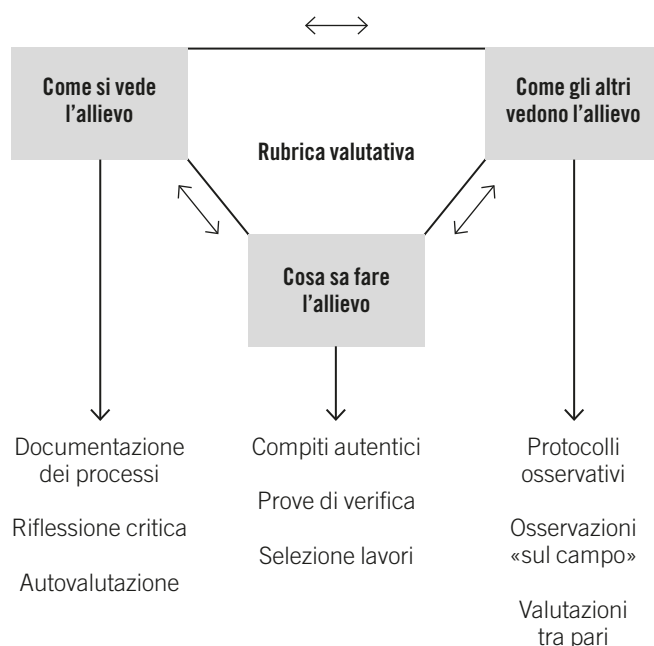 Come si vede
l’allievo
Come gli altri
vedono l’allievo
Rubrica valutativa
Cosa sa fare
l’allievo
Documentazione
dei processi
Riflessione critica
Autovalutazione
Compiti autentici
Prove di verifica
Selezione lavori
Protocolli
osservativi
Osservazioni
«sul campo»
Valutazioni
tra pari